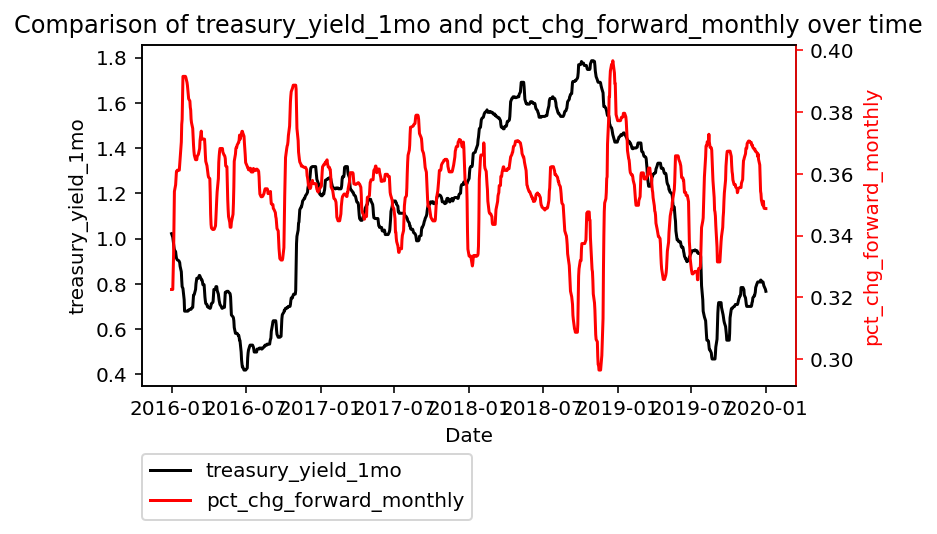 Comparison of treasury_yield_1mo and pct_chg_forward_monthly over time
treasury_yield_1mo
1.8
1.6
1.4
1.2
1.0
0.8
0.6
0.4
0.40
0.38
0.36
0.34
0.32
0.30
pct_chg_forward_monthly
2016-01 2016-07 2017-01 2017-07 2018-01 2018-07 2019-01 2019-07 2020-01
Date
treasury_yield_1mo
pct_chg_forward_monthly